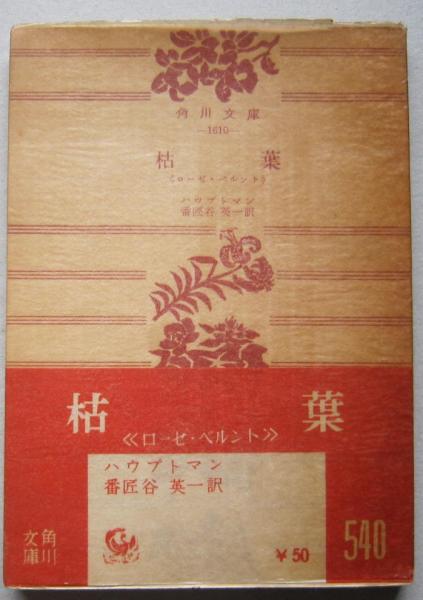 角川文庫
—1610—
枯葉
《ローゼ・ベルント》
ハウプトマン
番匠谷 英一訳
枯葉
《ローゼ・ベルント》
ハウプトマン
番匠谷 英一訳
角川文庫
¥50
540